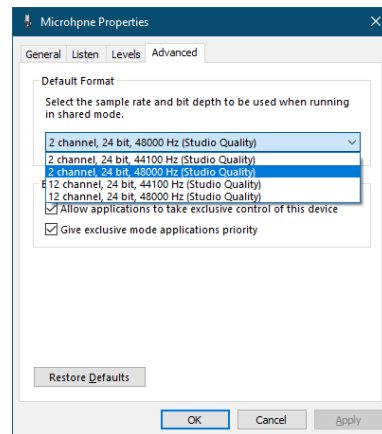 Microhpne Properties
General Listen Levels Advanced
Default Format
Select the sample rate and bit depth to be used when running
in shared mode.
2 channel, 24 bit, 48000 Hz (Studio Quality)
2 channel, 24 bit, 44100 Hz (Studio Quality)
2 channel, 24 bit, 48000 Hz (Studio Quality)
12 channel, 24 bit, 44100 Hz (Studio Quality)
12 channel, 24 bit, 48000 Hz (Studio Quality)
Allow applications to take exclusive control of this device
Give exclusive mode applications priority
Restore Defaults
OK Cancel Apply